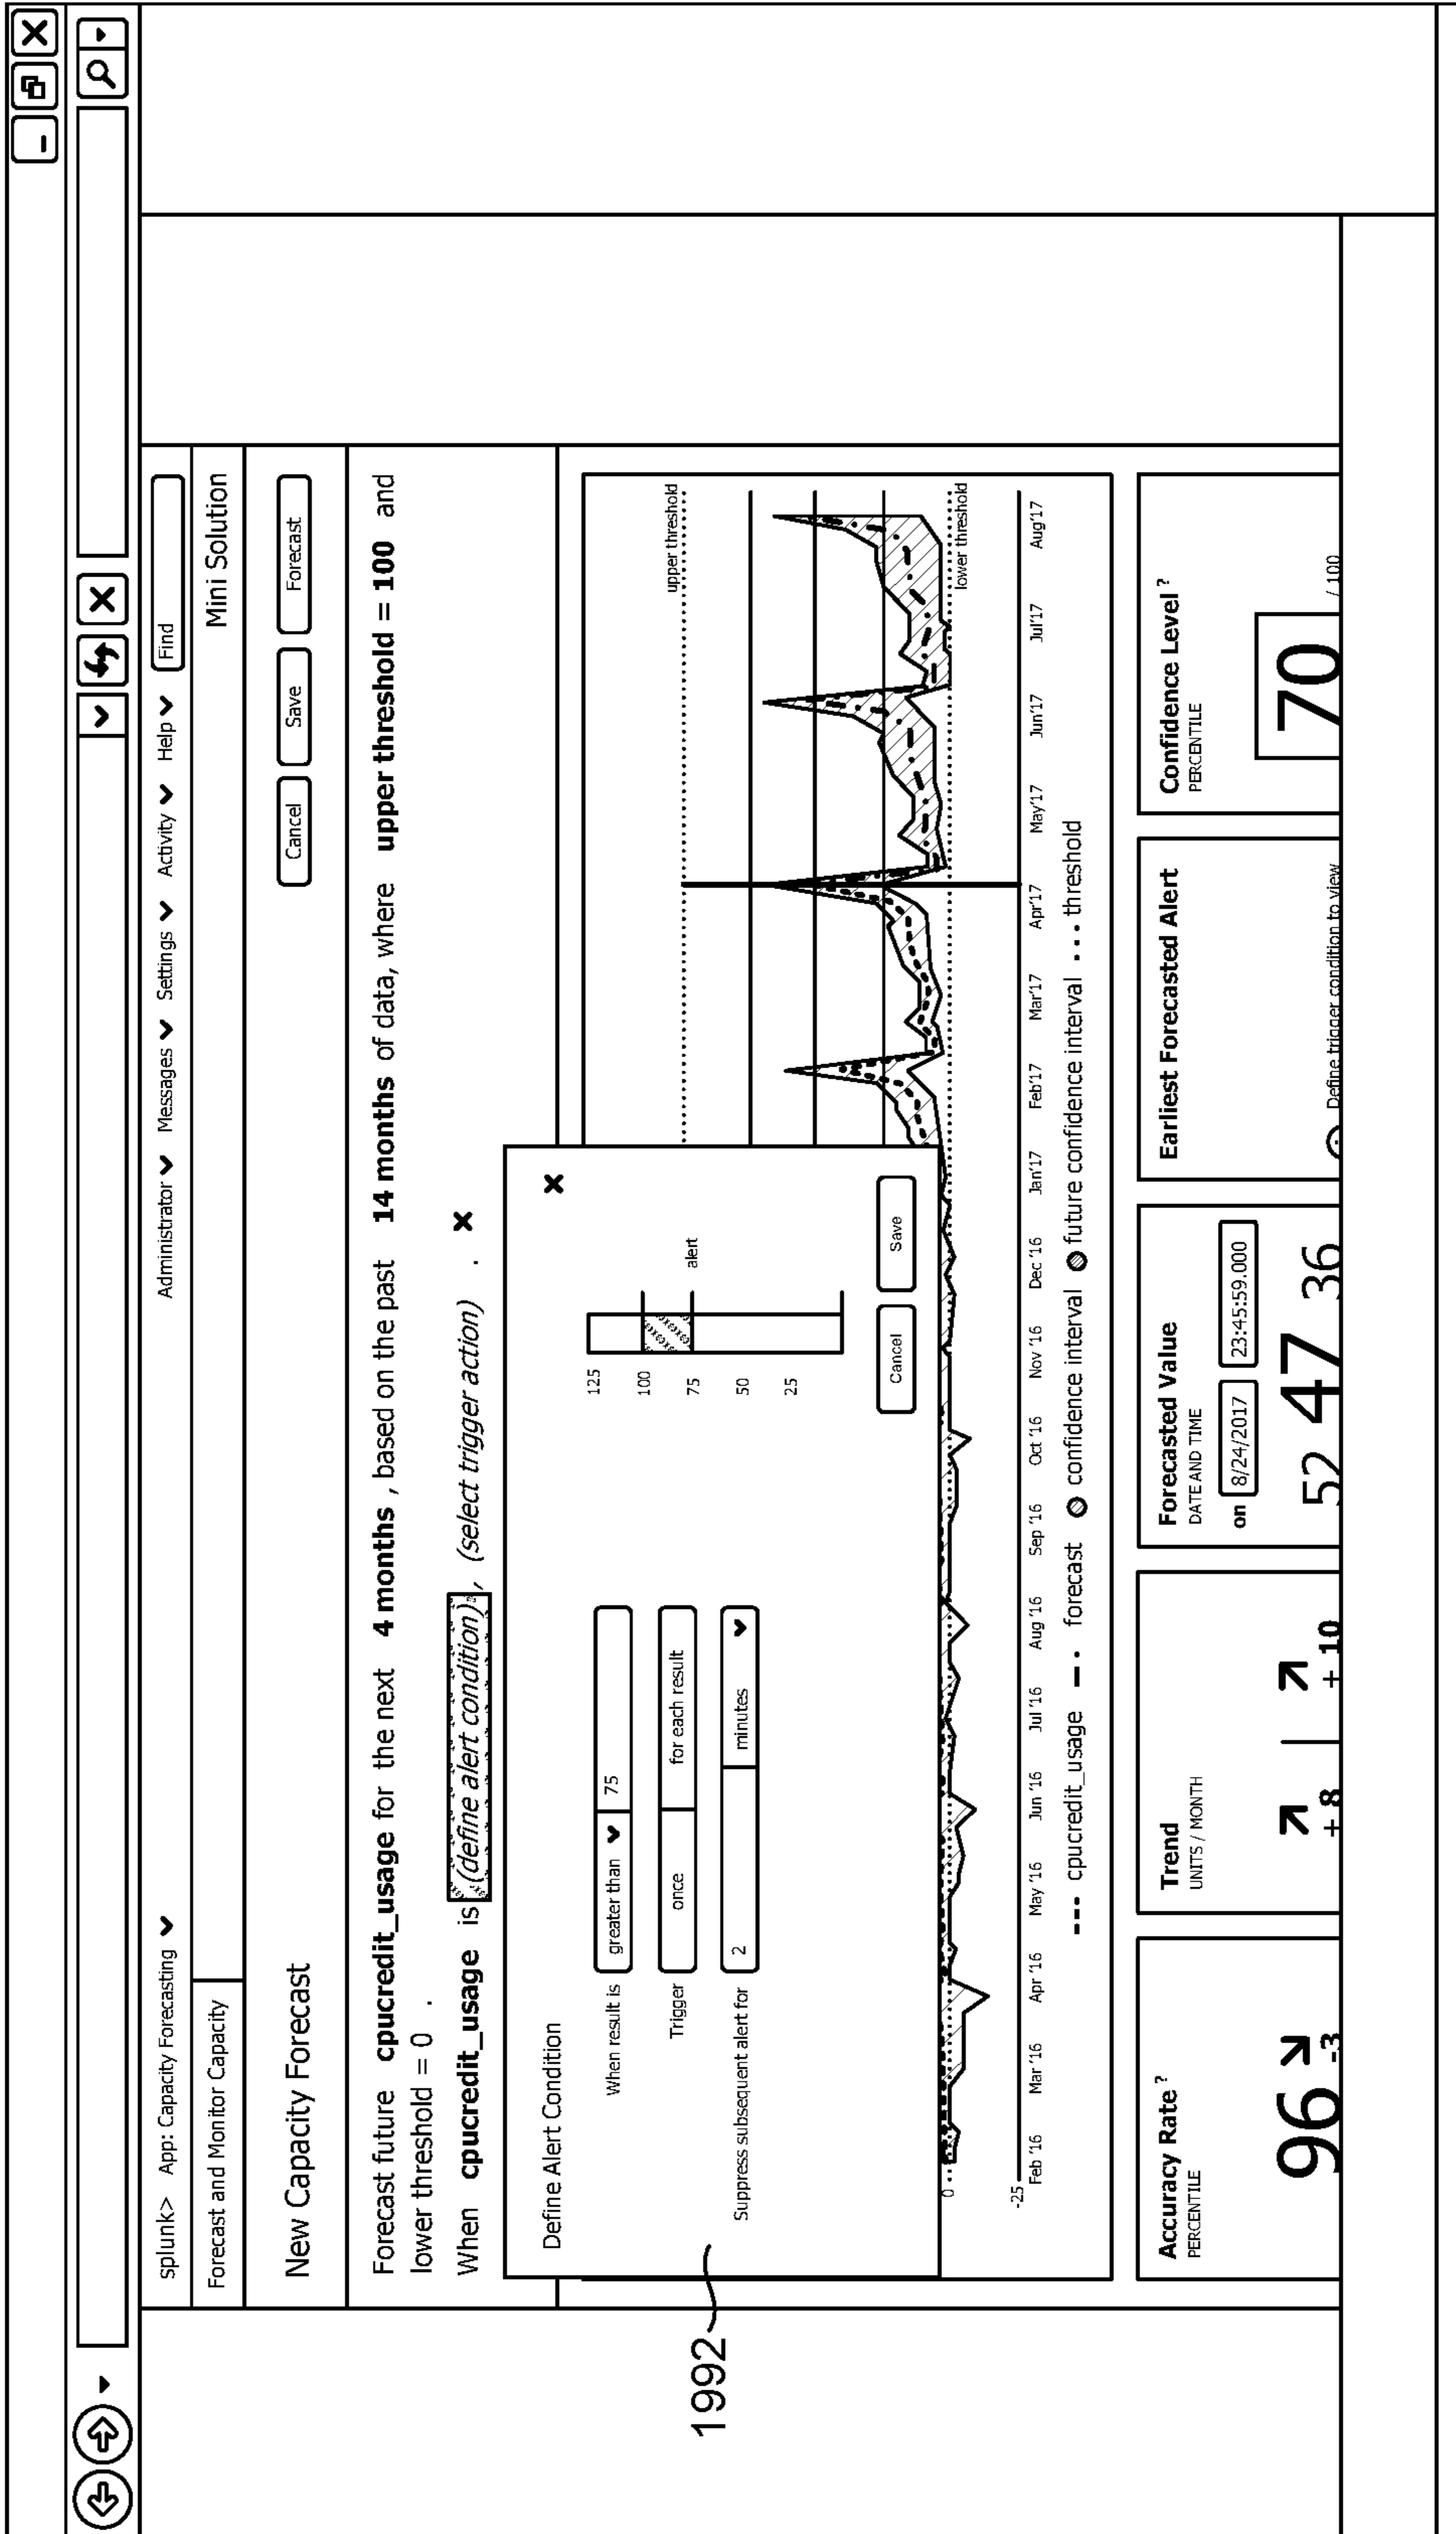 splunk> App: Capacity Forecasting Administrator Messages Settings Activity Help Find
Forecast and Monitor Capacity Mini Solution
New Capacity Forecast Cancel Save Forecast
Forecast future cpucredit_usage for the next 4 months , based on the past 14 months of data, where upper threshold = 100 and
lower threshold = 0 .
When cpucredit_usage is (define alert condition) , (select trigger action) .
Define Alert Condition
When result is greater than 75
Trigger once for each result
Suppress subsequent alert for 2 minutes
125
100
75
50
25
alert
Cancel Save
1992
upper threshold
lower threshold
0
-25
Feb '16 Mar '16 Apr '16 May '16 Jun '16 Jul '16 Aug '16 Sep '16 Oct '16 Nov '16 Dec '16 Jan'17 Feb'17 Mar'17 Apr'17 May'17 Jun'17 Jul'17 Aug'17
cpucredit_usage forecast confidence interval future confidence interval threshold
Accuracy Rate ?
PERCENTILE
96 -3
Trend
UNITS / MONTH
+ 8 + 10
Forecasted Value
DATE AND TIME
on 8/24/2017 23:45:59.000
52 47 36
Earliest Forecasted Alert
Define trigger condition to view
Confidence Level ?
PERCENTILE
70 / 100